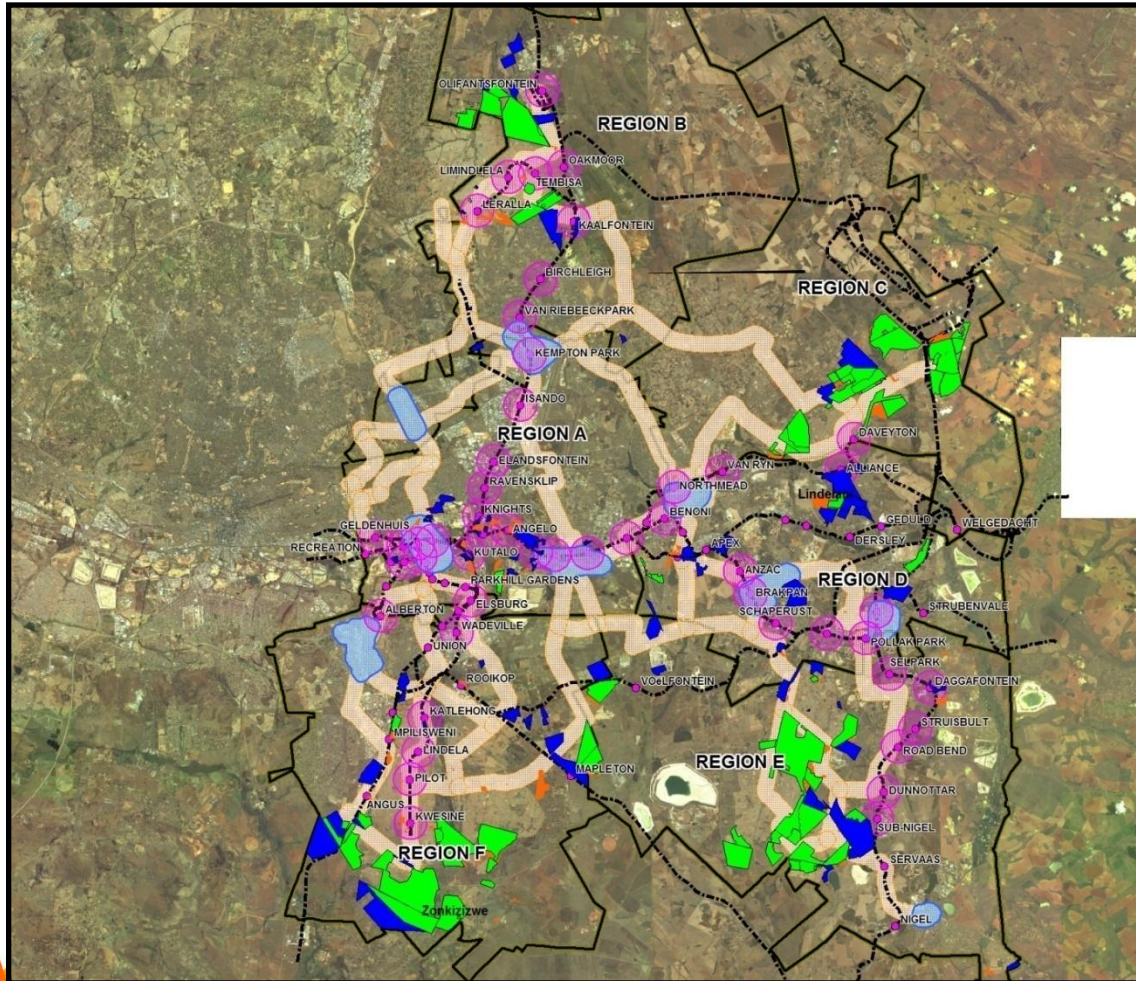 OLIFANTSFONTEIN
REGION B
OAKMOOR
LIMINDLELA
TEMBISA
LERALLA
KAALFONTEIN
BIRCHLEIGH
REGION C
VAN RIEBEECKPARK
KEMPTON PARK
ISANDO
REGION A
DAVEYTON
ELANDSFONTEIN
VAN RYN
ALLIANCE
RAVENSKLIP
NORTHMEAD
KNIGHTS
BENONI
GELDENHUIS
ANGELO
GEDULD
WELGEDACHT
DERSLEY
RECREATION
KUTALO
APEX
ANZAC
PARKHILL GARDENS
REGION D
BRAKPAN
ELSBURG
SCHAPERUST
STRUBENVALE
ALBERTON
WADEVILLE
POLLAK PARK
UNION
SELPARK
ROOIKOP
VOeLFONTEIN
DAGGAFONTEIN
KATLEHONG
STRUISBULT
MPILISWENI
LINDELA
ROAD BEND
REGION E
MAPLETON
PILOT
DUNNOTTAR
ANGUS
KWESINE
SUB-NIGEL
REGION F
SERVAAS
Zonkizizwe
NIGEL